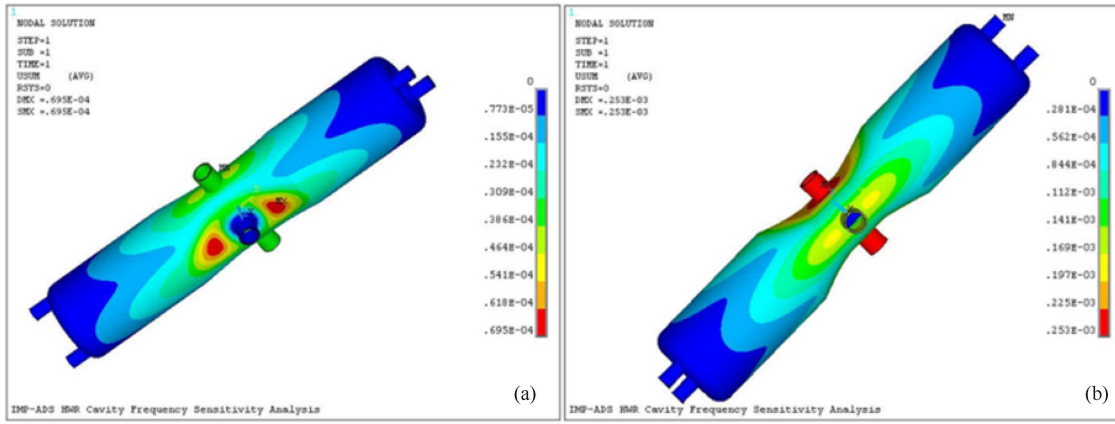 1
NODAL SOLUTION
STEP=1
SUB =1
TIME=1
USUM (AVG)
RSYS=0
DMX =.695E-04
SMX =.695E-04
MN
MX
0
.773E-05
.155E-04
.232E-04
.309E-04
.386E-04
.464E-04
.541E-04
.618E-04
.695E-04
(a)
IMP-ADS HWR Cavity Frequency Sensitivity Analysis
1
NODAL SOLUTION
STEP=1
SUB =1
TIME=1
USUM (AVG)
RSYS=0
DMX =.253E-03
SMX =.253E-03
MN
0
.281E-04
.562E-04
.844E-04
.112E-03
.141E-03
.169E-03
.197E-03
.225E-03
.253E-03
(b)
IMP-ADS HWR Cavity Frequency Sensitivity Analysis